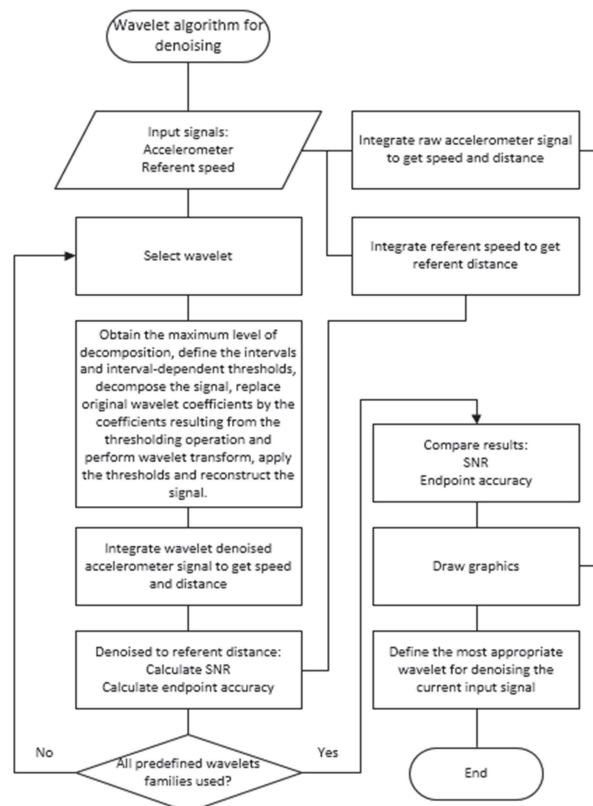 Wavelet algorithm for
denoising
Input signals:
Accelerometer
Referent speed
Integrate raw accelerometer signal
to get speed and distance
Select wavelet
Integrate referent speed to get
referent distance
Obtain the maximum level of
decomposition, define the intervals
and interval-dependent thresholds,
decompose the signal, replace
original wavelet coefficients by the
coefficients resulting from the
thresholding operation and
perform wavelet transform, apply
the thresholds and reconstruct the
signal.
Integrate wavelet denoised
accelerometer signal to get speed
and distance
Denoised to referent distance:
Calculate SNR
Calculate endpoint accuracy
All predefined wavelets
families used?
No
Yes
Compare results:
SNR
Endpoint accuracy
Draw graphics
Define the most appropriate
wavelet for denoising the
current input signal
End